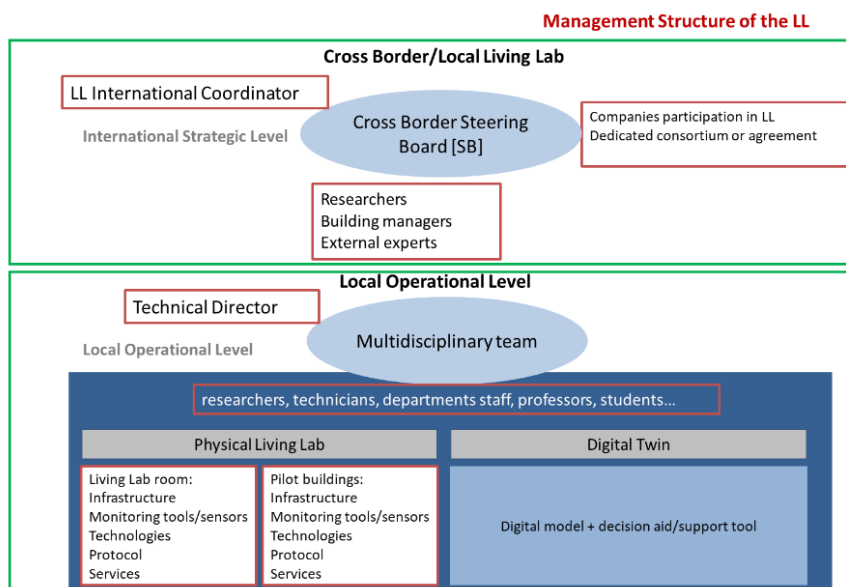 Management Structure of the LL
Cross Border/Local Living Lab
LL International Coordinator
International Strategic Level
Cross Border Steering
Board [SB]
Companies participation in LL
Dedicated consortium or agreement
Researchers
Building managers
External experts
Local Operational Level
Technical Director
Local Operational Level
Multidisciplinary team
researchers, technicians, departments staff, professors, students...
Physical Living Lab
Digital Twin
Living Lab room:
Infrastructure
Monitoring tools/sensors
Technologies
Protocol
Services
Pilot buildings:
Infrastructure
Monitoring tools/sensors
Technologies
Protocol
Services
Digital model + decision aid/support tool